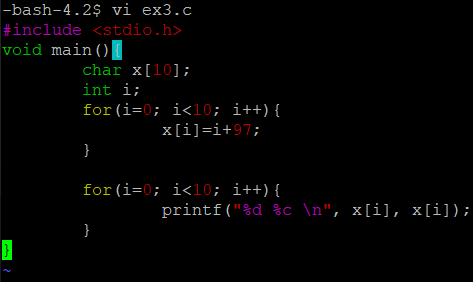 -bash-4.2$ vi ex3.c
#include <stdio.h>
void main(){
        char x[10];
        int i;
        for(i=0; i<10; i++){
                x[i]=i+97;
        }

        for(i=0; i<10; i++){
                printf("%d %c \n", x[i], x[i]);
        }
}
~